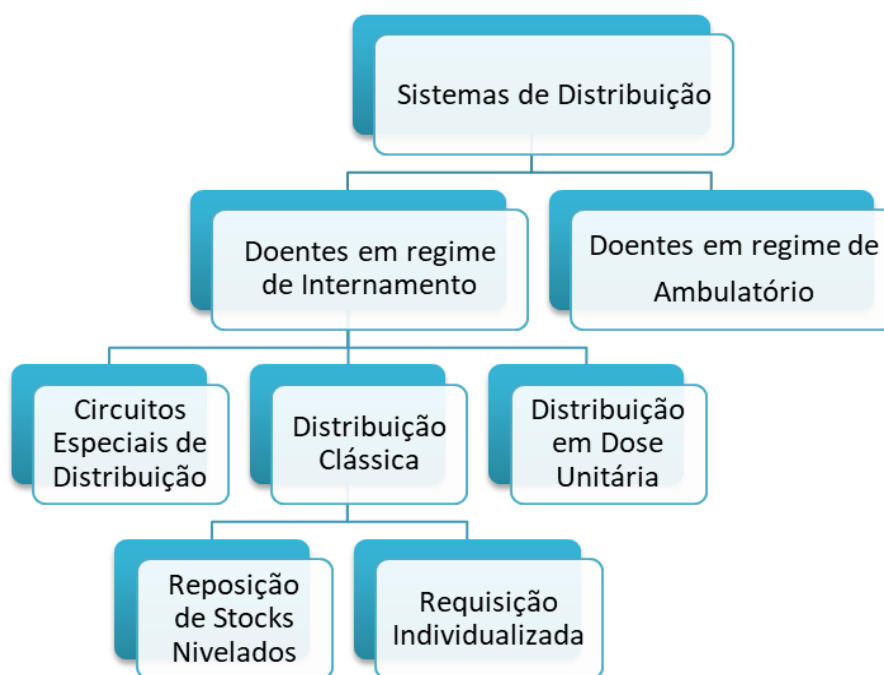 Sistemas de Distribuição
Doentes em regime
de Internamento
Doentes em regime de
Ambulatório
Circuitos
Especiais de
Distribuição
Distribuição
Clássica
Distribuição
em Dose
Unitária
Reposição
de Stocks
Nivelados
Requisição
Individualizada